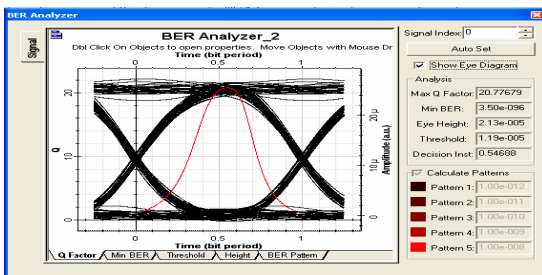 BER Analyzer
Signal
BER Analyzer_2
Dbl Click On Objects to open properties. Move Objects with Mouse Dr
Time (bit period)
0 0.5 1
20
10
0
Q
20 μ
10 μ
0
Amplitude (a.u.)
0 0.5 1
Time (bit period)
Q Factor Min BER Threshold Height BER Pattern
Signal Index: 0
Auto Set
Show Eye Diagram
Analysis
Max Q Factor: 20.77679
Min BER: 3.50e-096
Eye Height: 2.13e-005
Threshold: 1.19e-005
Decision Inst: 0.54688
Calculate Patterns
Pattern 1: 1.00e-012
Pattern 2: 1.00e-011
Pattern 3: 1.00e-010
Pattern 4: 1.00e-009
Pattern 5: 1.00e-008